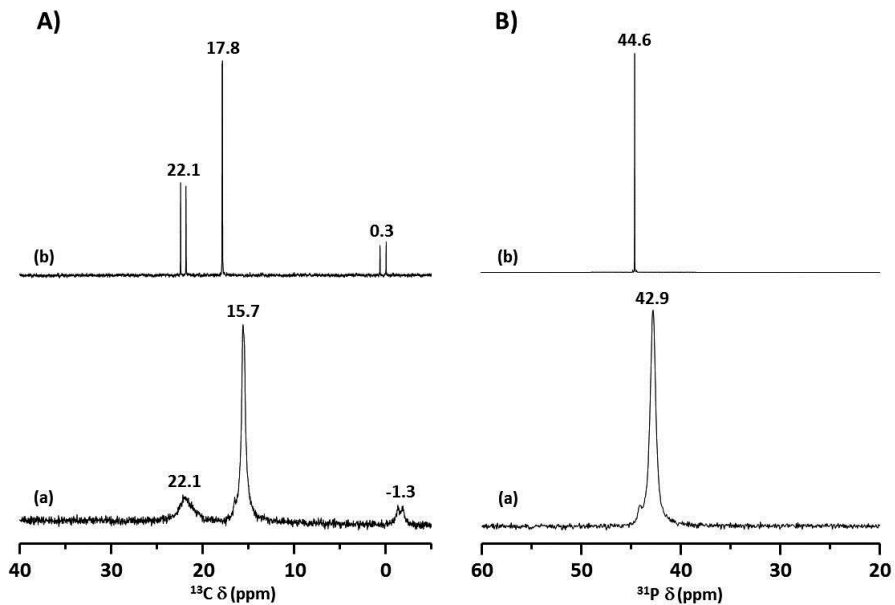 A)
17.8
22.1
0.3
(b)
15.7
22.1
-1.3
(a)
40 30 20 10 0
¹³C δ (ppm)
B)
44.6
(b)
42.9
(a)
60 50 40 30 20
³¹P δ (ppm)